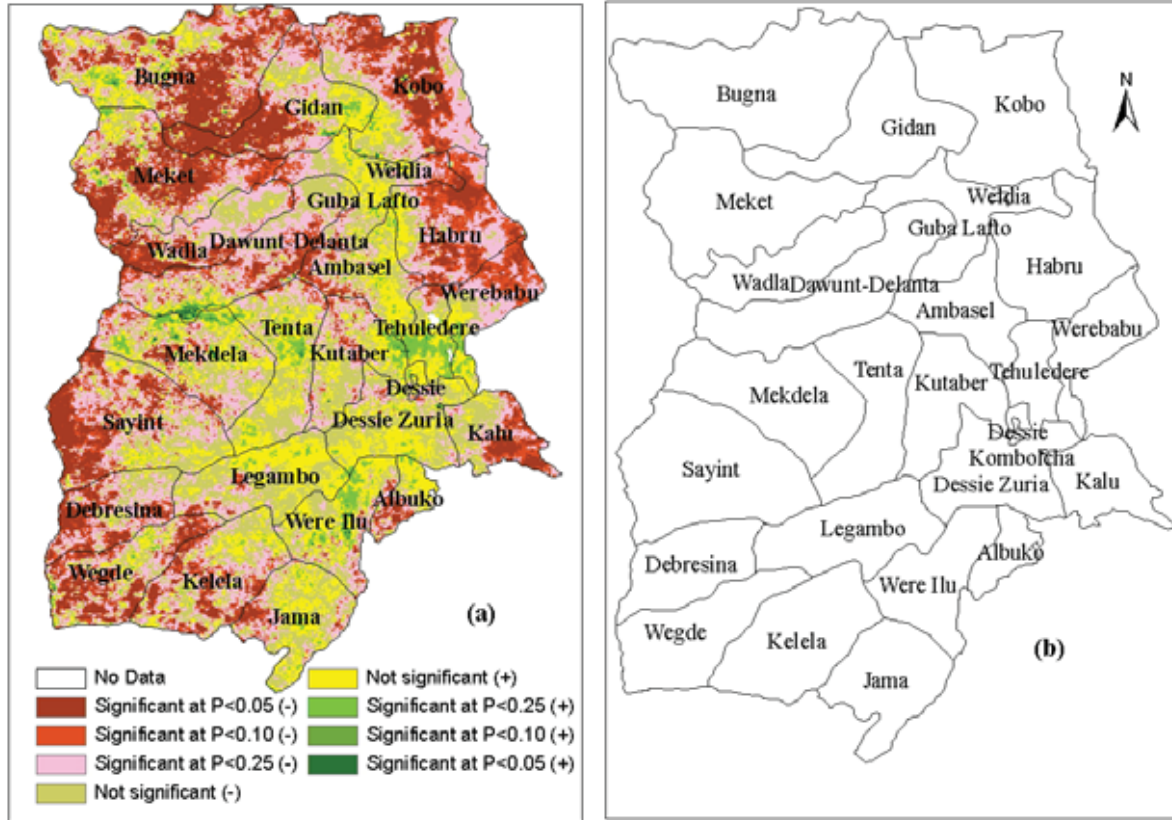 Bugna
Kobo
Gidan
Meket
Weldia
Guba Lafto
Wadla
Dawunt
Delanta
Habru
Ambasel
Werebabu
Tenta
Tehuledere
Mekdela
Kutaber
Dessie
Sayint
Dessie Zuria
Kalu
Legambo
Albuko
Debresina
Were Ilu
Wegde
Kelela
Jama
(a)
No Data
Significant at P<0.05 (-)
Significant at P<0.10 (-)
Significant at P<0.25 (-)
Not significant (-)
Not significant (+)
Significant at P<0.25 (+)
Significant at P<0.10 (+)
Significant at P<0.05 (+)
N
Bugna
Kobo
Gidan
Meket
Weldia
Guba Lafto
Habru
Wadla
Dawunt-Delanta
Ambasel
Werebabu
Tenta
Kutaber
Tehuledere
Mekdela
Dessie
Kombolcha
Sayint
Dessie Zuria
Kalu
Legambo
Albuko
Debresina
Were Ilu
Wegde
Kelela
Jama
(b)